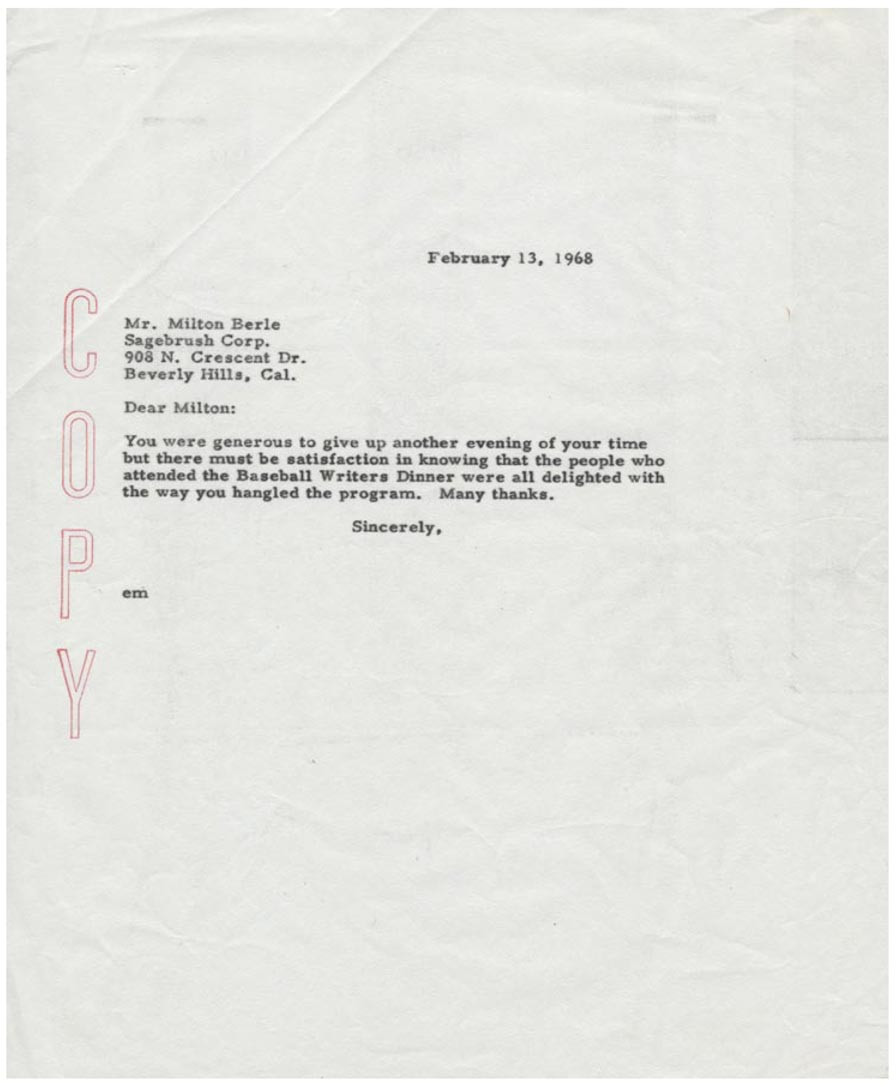 February 13, 1968
COPY
Mr. Milton Berle
Sagebrush Corp.
908 N. Crescent Dr.
Beverly Hills, Cal.
Dear Milton:
You were generous to give up another evening of your time
but there must be satisfaction in knowing that the people who
attended the Baseball Writers Dinner were all delighted with
the way you hangled the program. Many thanks.
Sincerely,
em